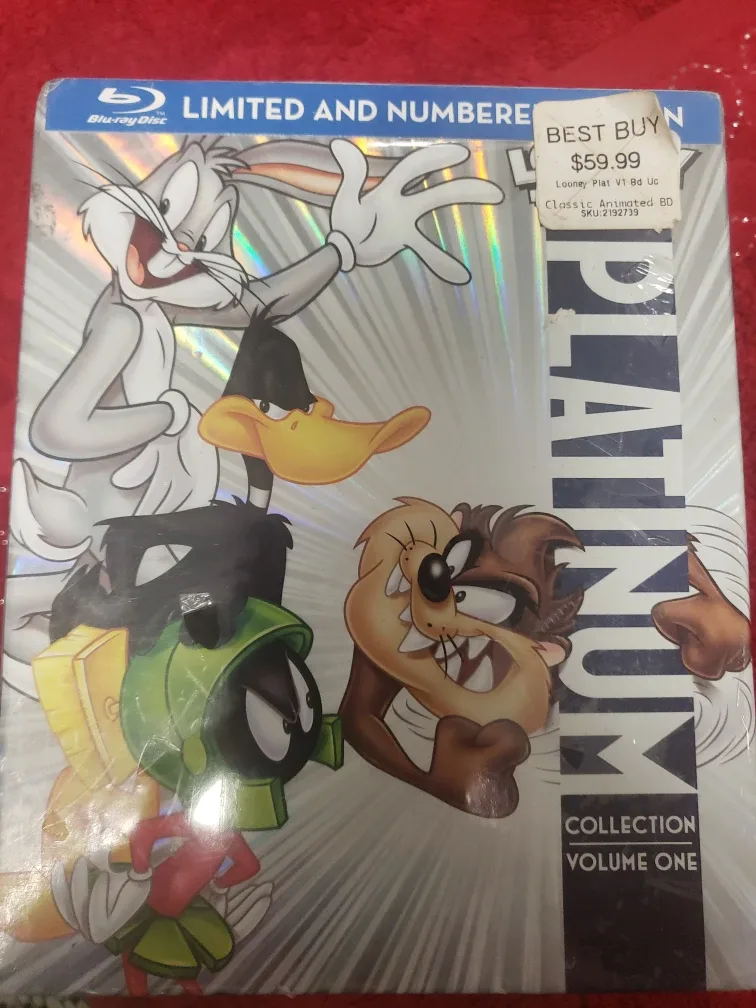 Blu-ray Disc™ LIMITED AND NUMBERE
BEST BUY
$59.99
Looney Plat V1 Bd Uc
Classic Animated BD
SKU:2192739
PLATINUM
COLLECTION
VOLUME ONE